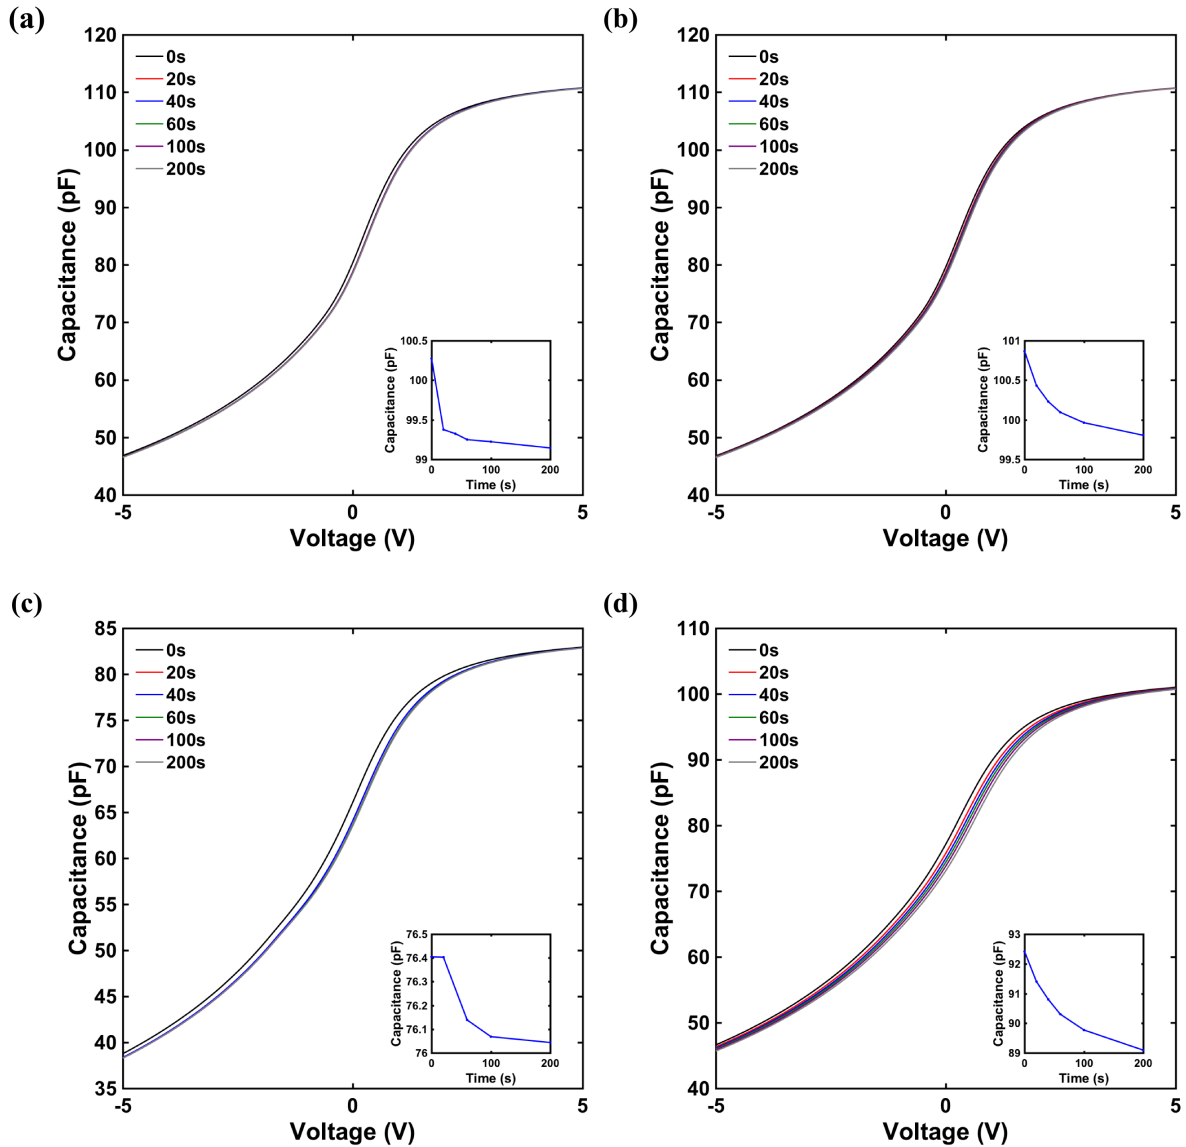 (a)
120
110
100
90
80
70
60
50
40
Capacitance (pF)
0s
20s
40s
60s
100s
200s
100.5
100
99.5
99
Capacitance (pF)
0 100 200
Time (s)
-5 0 5
Voltage (V)
(b)
120
110
100
90
80
70
60
50
40
Capacitance (pF)
0s
20s
40s
60s
100s
200s
101
100.5
100
99.5
Capacitance (pF)
0 100 200
Time (s)
-5 0 5
Voltage (V)
(c)
85
80
75
70
65
60
55
50
45
40
35
Capacitance (pF)
0s
20s
40s
60s
100s
200s
76.5
76.4
76.3
76.2
76.1
76
Capacitance (pF)
0 100 200
Time (s)
-5 0 5
Voltage (V)
(d)
110
100
90
80
70
60
50
40
Capacitance (pF)
0s
20s
40s
60s
100s
200s
93
92
91
90
89
Capacitance (pF)
0 100 200
Time (s)
-5 0 5
Voltage (V)